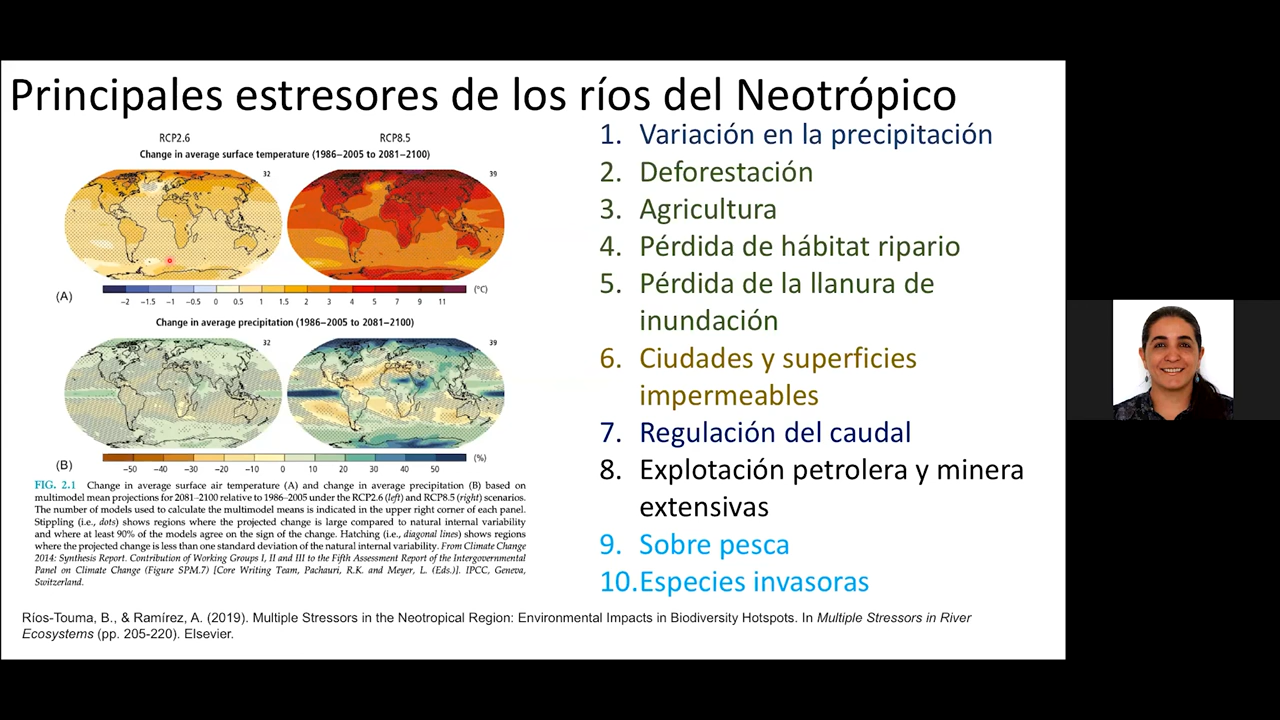 Principales estresores de los ríos del Neotrópico
RCP2.6 RCP8.5
Change in average surface temperature (1986−2005 to 2081−2100)
32 39
(A)
−2 −1.5 −1 −0.5 0 0.5 1 1.5 2 3 4 5 7 9 11 (°C)
Change in average precipitation (1986−2005 to 2081−2100)
32 39
(B)
−50 −40 −30 −20 −10 0 10 20 30 40 50 (%)
FIG. 2.1 Change in average surface air temperature (A) and change in average precipitation (B) based on
multimodel mean projections for 2081–2100 relative to 1986–2005 under the RCP2.6 (left) and RCP8.5 (right) scenarios.
The number of models used to calculate the multimodel means is indicated in the upper right corner of each panel.
Stippling (i.e., dots) shows regions where the projected change is large compared to natural internal variability
and where at least 90% of the models agree on the sign of the change. Hatching (i.e., diagonal lines) shows regions
where the projected change is less than one standard deviation of the natural internal variability. From Climate Change
2014: Synthesis Report. Contribution of Working Groups I, II and III to the Fifth Assessment Report of the Intergovernmental
Panel on Climate Change (Figure SPM.7) [Core Writing Team, Pachauri, R.K. and Meyer, L. (Eds.)]. IPCC, Geneva,
Switzerland.
1. Variación en la precipitación
2. Deforestación
3. Agricultura
4. Pérdida de hábitat ripario
5. Pérdida de la llanura de
inundación
6. Ciudades y superficies
impermeables
7. Regulación del caudal
8. Explotación petrolera y minera
extensivas
9. Sobre pesca
10.Especies invasoras
Ríos-Touma, B., & Ramírez, A. (2019). Multiple Stressors in the Neotropical Region: Environmental Impacts in Biodiversity Hotspots. In Multiple Stressors in River
Ecosystems (pp. 205-220). Elsevier.